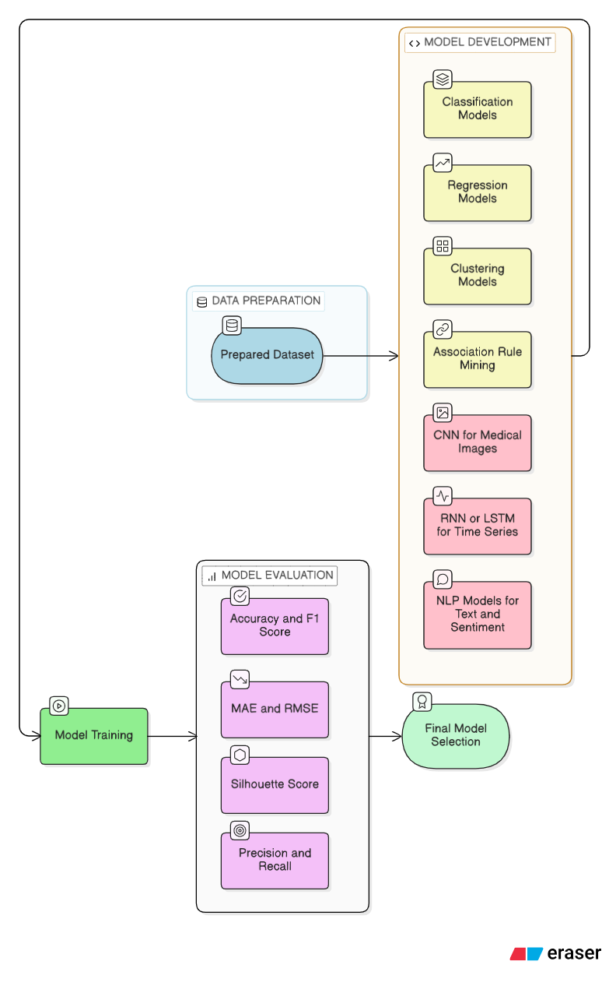 MODEL DEVELOPMENT
Classification
Models
Regression
Models
Clustering
Models
DATA PREPARATION
Prepared Dataset
Association Rule
Mining
CNN for Medical
Images
RNN or LSTM
for Time Series
NLP Models for
Text and
Sentiment
MODEL EVALUATION
Accuracy and F1
Score
MAE and RMSE
Model Training
Final Model
Selection
Silhouette Score
Precision and
Recall
eraser